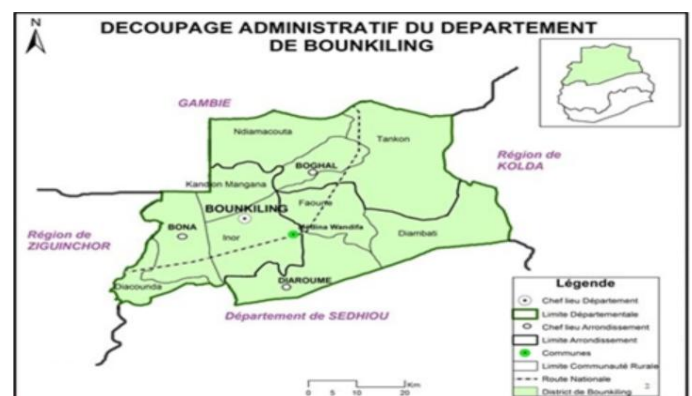 DECOUPAGE ADMINISTRATIF DU DEPARTEMENT
DE BOUNKILING
N
GAMBIE
Ndiamacouta
Tankon
Région de
KOLDA
BOGHAL
Kandion Mangana
BOUNKILING
Faoune
BONA
Région de
ZIGUINCHOR
Inor
Madina Wandifa
Diambati
Diacounda
DIAROUME
Département de SEDHIOU
Légende
Chef lieu Département
Limite Départementale
Chef lieu Arrondissement
Limite Arrondissement
Communes
Limite Communauté Rurale
Route Nationale
District de Bounkiling
Km
0 5 10 20